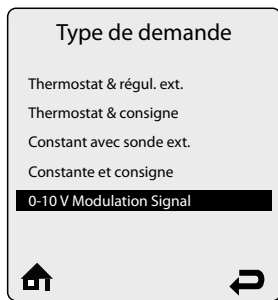 Type de demande
Thermostat & régul. ext.
Thermostat & consigne
Constant avec sonde ext.
Constante et consigne
0-10 V Modulation Signal